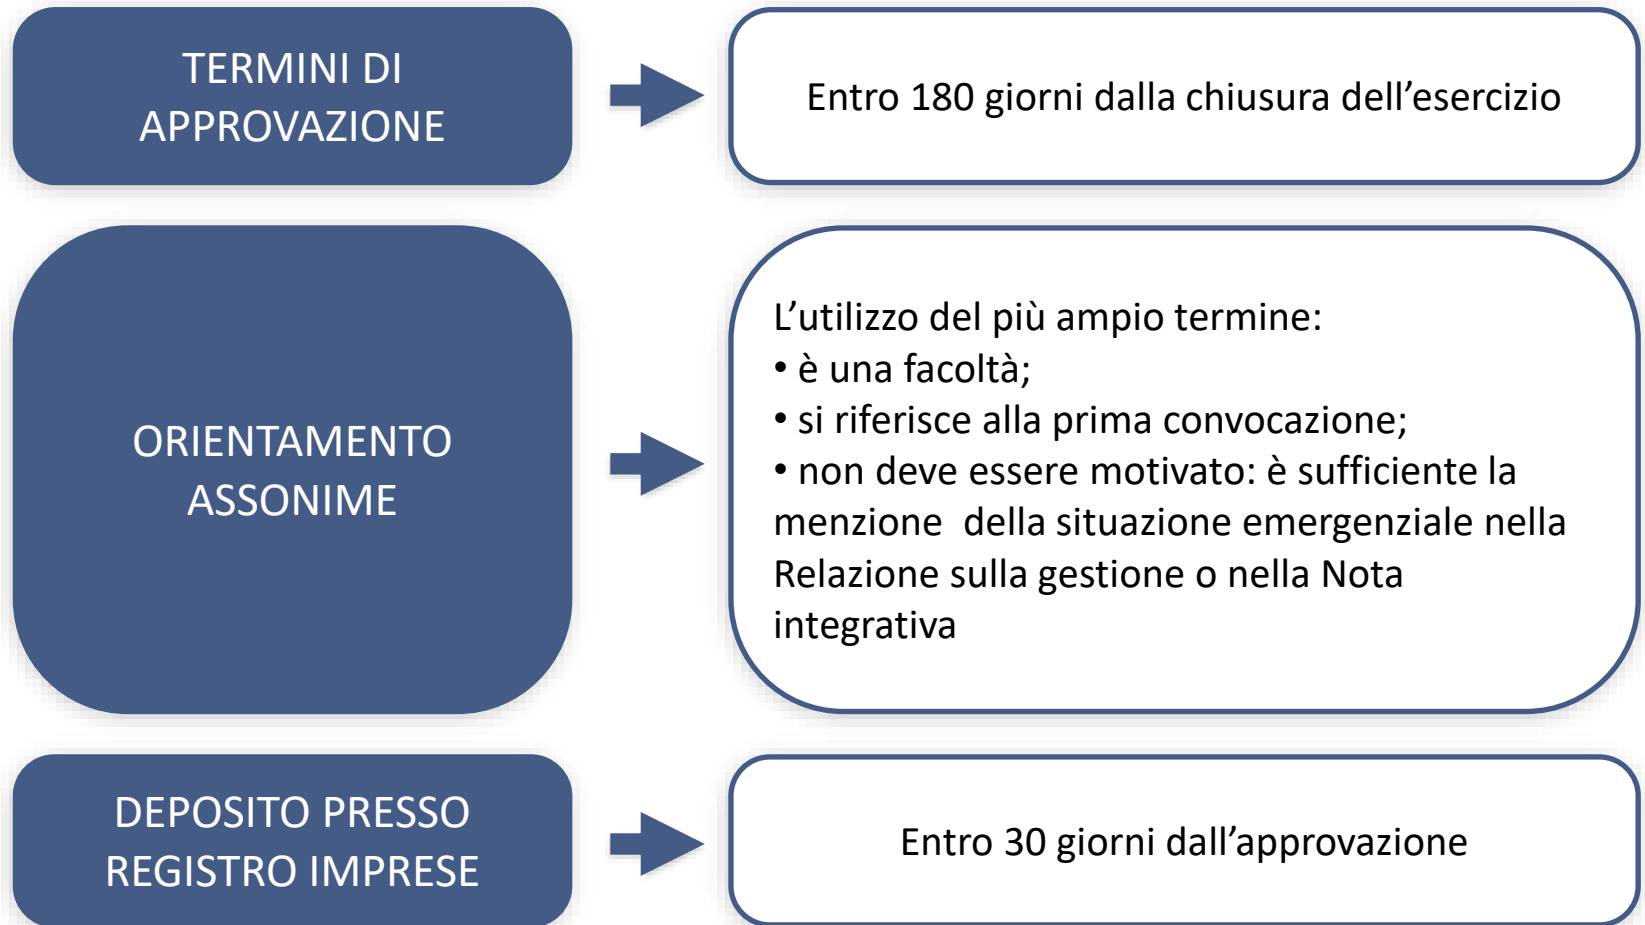 TERMINI DI
APPROVAZIONE
Entro 180 giorni dalla chiusura dell’esercizio
ORIENTAMENTO
ASSONIME
L’utilizzo del più ampio termine:
• è una facoltà;
• si riferisce alla prima convocazione;
• non deve essere motivato: è sufficiente la
menzione della situazione emergenziale nella
Relazione sulla gestione o nella Nota
integrativa
DEPOSITO PRESSO
REGISTRO IMPRESE
Entro 30 giorni dall’approvazione